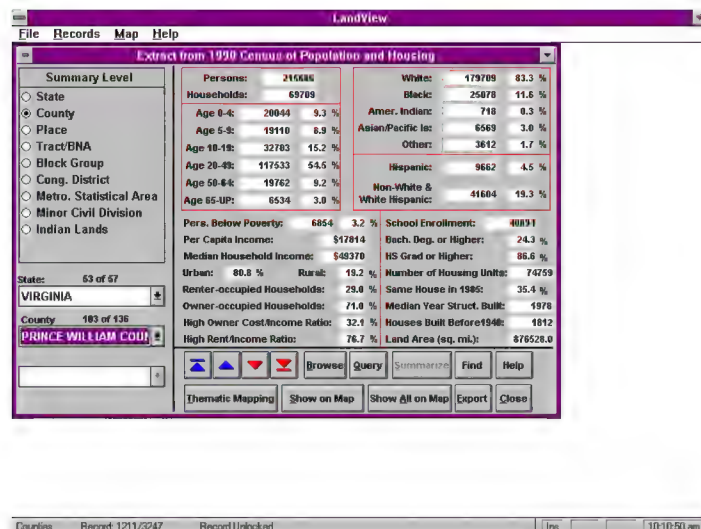 LandView
File Records Map Help
Extract from 1990 Census of Population and Housing
Summary Level
State
County
Place
Tract/BNA
Block Group
Cong. District
Metro. Statistical Area
Minor Civil Division
Indian Lands
State: 53 of 57
VIRGINIA
County 103 of 136
PRINCE WILLIAM COUN
Persons: 215686
Households: 69709
Age 0-4: 20044 9.3 %
Age 5-9: 19110 8.9 %
Age 10-19: 32703 15.2 %
Age 20-49: 117533 54.5 %
Age 50-64: 19762 9.2 %
Age 65-UP: 6534 3.0 %
White: 179709 83.3 %
Black: 25078 11.6 %
Amer. Indian: 718 0.3 %
Asian/Pacific Is: 6569 3.0 %
Other: 3612 1.7 %
Hispanic: 9662 4.5 %
Non-White &
White Hispanic: 41604 19.3 %
Pers. Below Poverty: 6854 3.2 %
Per Capita Income: $17814
Median Household Income: $49370
Urban: 80.8 % Rural: 19.2 %
Renter-occupied Households: 29.0 %
Owner-occupied Households: 71.0 %
High Owner Cost/Income Ratio: 32.1 %
High Rent/Income Ratio: 76.7 %
School Enrollment:
Bach. Deg. or Higher: 24.3 %
HS Grad or Higher: 86.6 %
Number of Housing Units: 74759
Same House in 1985: 35.4 %
Median Year Struct. Built: 1978
Houses Built Before1940: 1812
Land Area (sq. mi.): 876528.0
Browse Query Summarize Find Help
Thematic Mapping Show on Map Show All on Map Export Close
Counties Record: 1211/3247 Record Unlocked Ins 10:10:50 am